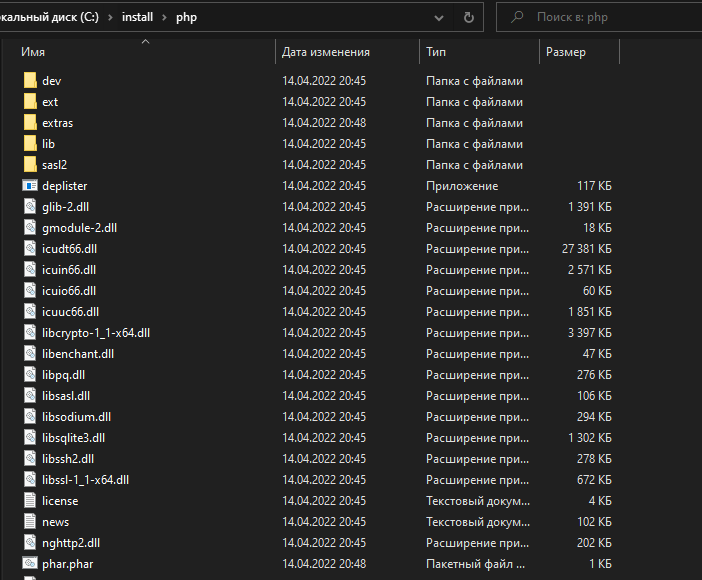 окальный диск (C:) › install › php Поиск в: php
Имя Дата изменения Тип Размер
dev 14.04.2022 20:45 Папка с файлами
ext 14.04.2022 20:45 Папка с файлами
extras 14.04.2022 20:48 Папка с файлами
lib 14.04.2022 20:45 Папка с файлами
sasl2 14.04.2022 20:45 Папка с файлами
deplister 14.04.2022 20:45 Приложение 117 КБ
glib-2.dll 14.04.2022 20:45 Расширение при... 1 391 КБ
gmodule-2.dll 14.04.2022 20:45 Расширение при... 18 КБ
icudt66.dll 14.04.2022 20:45 Расширение при... 27 381 КБ
icuin66.dll 14.04.2022 20:45 Расширение при... 2 571 КБ
icuio66.dll 14.04.2022 20:45 Расширение при... 60 КБ
icuuc66.dll 14.04.2022 20:45 Расширение при... 1 851 КБ
libcrypto-1_1-x64.dll 14.04.2022 20:45 Расширение при... 3 397 КБ
libenchant.dll 14.04.2022 20:45 Расширение при... 47 КБ
libpq.dll 14.04.2022 20:45 Расширение при... 276 КБ
libsasl.dll 14.04.2022 20:45 Расширение при... 106 КБ
libsodium.dll 14.04.2022 20:45 Расширение при... 294 КБ
libsqlite3.dll 14.04.2022 20:45 Расширение при... 1 302 КБ
libssh2.dll 14.04.2022 20:45 Расширение при... 278 КБ
libssl-1_1-x64.dll 14.04.2022 20:45 Расширение при... 672 КБ
license 14.04.2022 20:45 Текстовый докум... 4 КБ
news 14.04.2022 20:45 Текстовый докум... 102 КБ
nghttp2.dll 14.04.2022 20:45 Расширение при... 202 КБ
phar.phar 14.04.2022 20:48 Пакетный файл ... 1 КБ